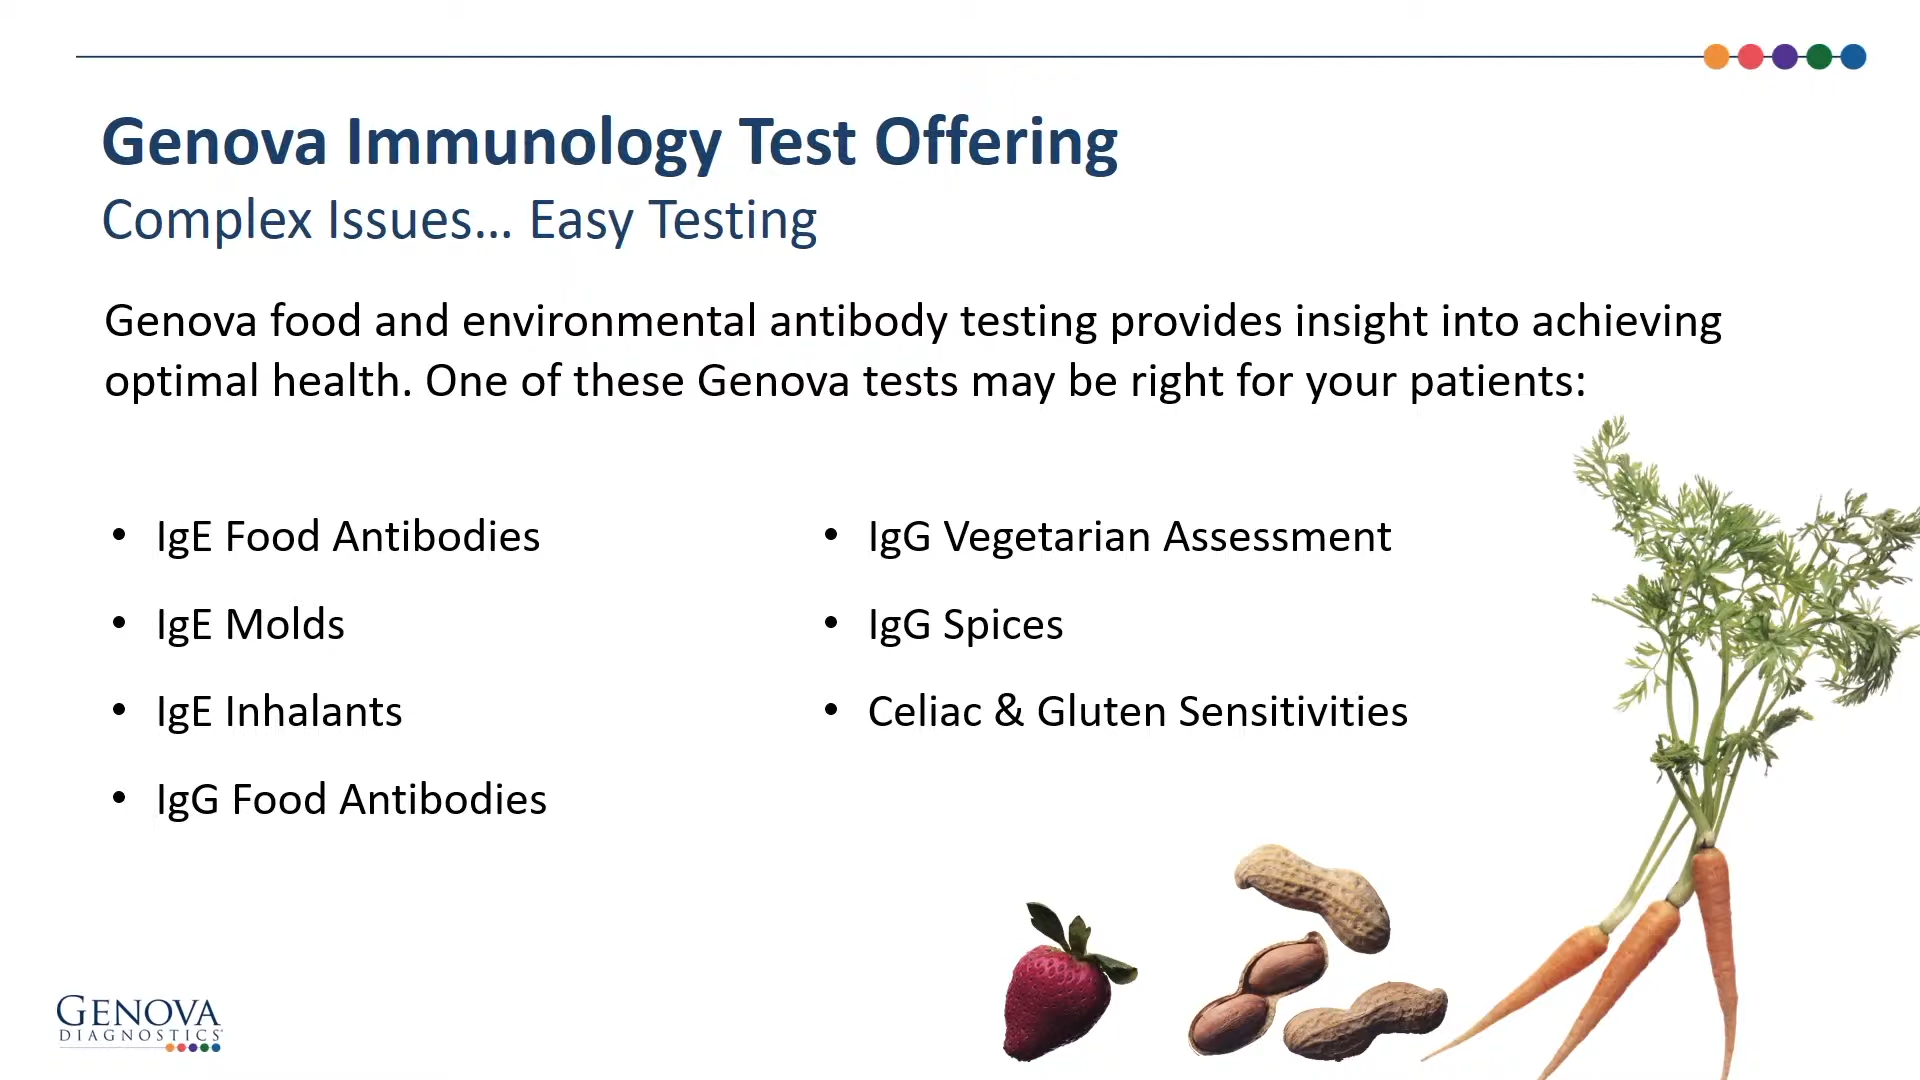 Genova Immunology Test Offering
Complex Issues... Easy Testing
Genova food and environmental antibody testing provides insight into achieving
optimal health. One of these Genova tests may be right for your patients:
• IgE Food Antibodies
• IgE Molds
• IgE Inhalants
• IgG Food Antibodies
• IgG Vegetarian Assessment
• IgG Spices
• Celiac & Gluten Sensitivities
GENOVA
DIAGNOSTICS